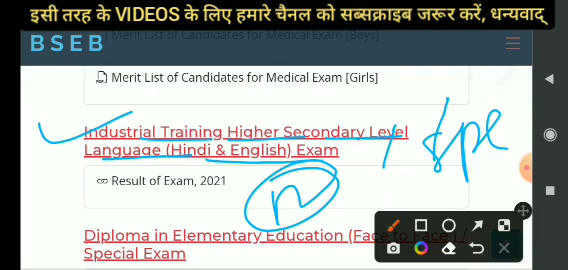 इसी तरह के VIDEOS के लिए हमारे चैनल को सब्सक्राइब जरूर करें, धन्यवाद्
Merit List of Candidates for Medical Exam [Boys]
BSEB
Merit List of Candidates for Medical Exam [Girls]
Industrial Training Higher Secondary Level
Language (Hindi & English) Exam
Result of Exam, 2021
Diploma in Elementary Education (Face to Face) /
Special Exam